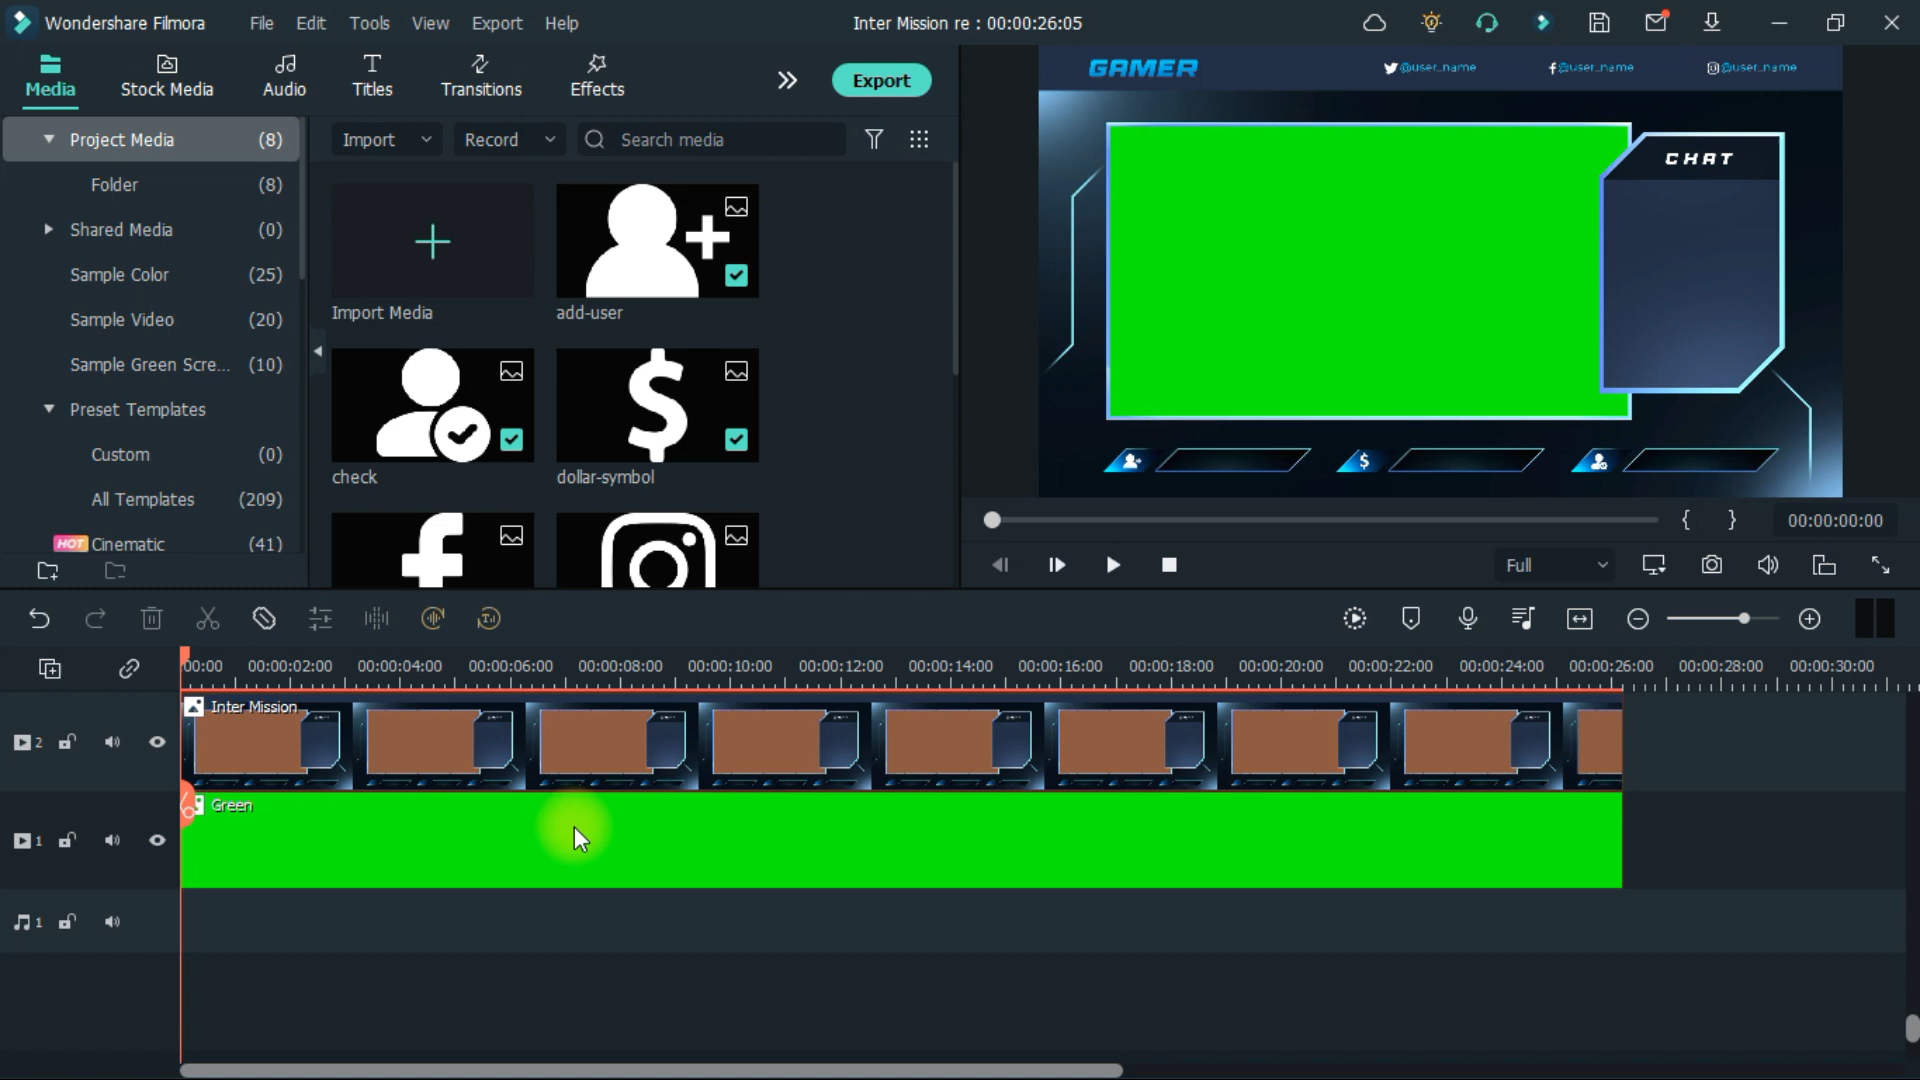 Wondershare Filmora File Edit Tools View Export Help Inter Mission re : 00:00:26:05
Media Stock Media Audio Titles Transitions Effects Export
Project Media (8)
Folder (8)
Shared Media (0)
Sample Color (25)
Sample Video (20)
Sample Green Scre... (10)
Preset Templates
Custom (0)
All Templates (209)
HOT Cinematic (41)
Import Record Search media
Import Media add-user
check dollar-symbol
GAMER @user_name @user_name @user_name
CHAT
00:00:00:00
Full
00:00 00:00:02:00 00:00:04:00 00:00:06:00 00:00:08:00 00:00:10:00 00:00:12:00 00:00:14:00 00:00:16:00 00:00:18:00 00:00:20:00 00:00:22:00 00:00:24:00 00:00:26:00 00:00:28:00 00:00:30:00
2 Inter Mission
1 Green
1